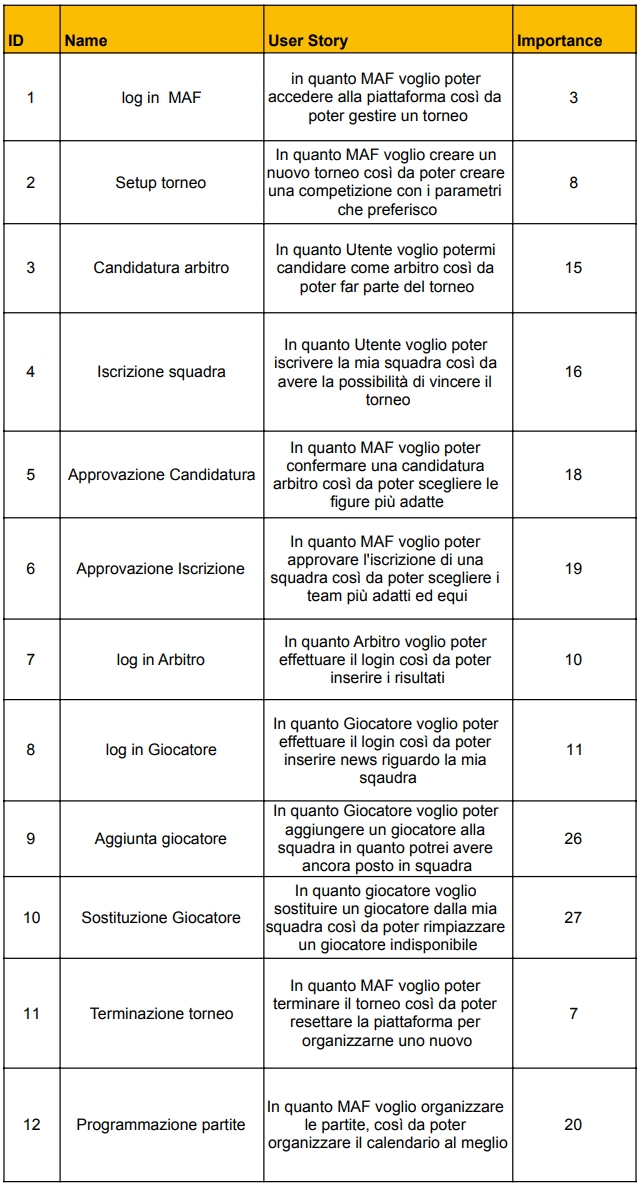 ID Name User Story Importance
1 log in  MAF in quanto MAF voglio poter
accedere alla piattaforma così da
poter gestire un torneo 3
2 Setup torneo In quanto MAF voglio creare un
nuovo torneo così da poter creare
una competizione con i parametri
che preferisco 8
3 Candidatura arbitro In quanto Utente voglio potermi
candidare come arbitro così da
poter far parte del torneo 15
4 Iscrizione squadra In quanto Utente voglio poter
iscrivere la mia squadra così da
avere la possibilità di vincere il
torneo 16
5 Approvazione Candidatura In quanto MAF voglio poter
confermare una candidatura
arbitro così da poter scegliere le
figure più adatte 18
6 Approvazione Iscrizione In quanto MAF voglio poter
approvare l'iscrizione di una
squadra così da poter scegliere i
team più adatti ed equi 19
7 log in Arbitro In quanto Arbitro voglio poter
effettuare il login così da poter
inserire i risultati 10
8 log in Giocatore In quanto Giocatore voglio poter
effettuare il login così da poter
inserire news riguardo la mia
sqaudra 11
9 Aggiunta giocatore In quanto Giocatore voglio poter
aggiungere un giocatore alla
squadra in quanto potrei avere
ancora posto in squadra 26
10 Sostituzione Giocatore In quanto giocatore voglio
sostituire un giocatore dalla mia
squadra così da poter rimpiazzare
un giocatore indisponibile 27
11 Terminazione torneo In quanto MAF voglio poter
terminare il torneo così da poter
resettare la piattaforma per
organizzarne uno nuovo 7
12 Programmazione partite In quanto MAF voglio organizzare
le partite, così da poter
organizzare il calendario al meglio 20